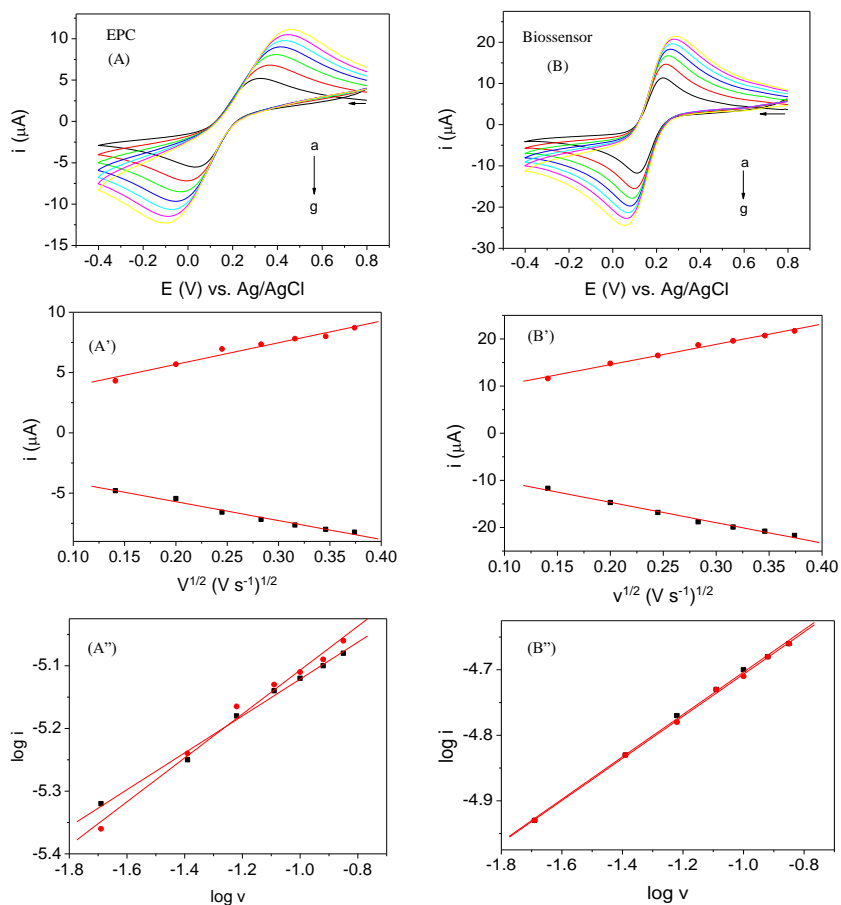 EPC
(A)
i (μA)
10
5
0
-5
-10
-15
a
g
-0.4 -0.2 0.0 0.2 0.4 0.6 0.8
E (V) vs. Ag/AgCl
Biossensor
(B)
i (μA)
30
20
10
0
-10
-20
-30
a
g
-0.4 -0.2 0.0 0.2 0.4 0.6 0.8
E (V) vs. Ag/AgCl
(A')
i (μA)
10
5
0
-5
0.10 0.15 0.20 0.25 0.30 0.35 0.40
V1/2 (V s-1)1/2
(B')
i (μA)
20
10
0
-10
-20
0.10 0.15 0.20 0.25 0.30 0.35 0.40
v1/2 (V s-1)1/2
(A'')
log i
-5.1
-5.2
-5.3
-5.4
-1.8 -1.6 -1.4 -1.2 -1.0 -0.8
log v
(B'')
log i
-4.7
-4.8
-4.9
-1.8 -1.6 -1.4 -1.2 -1.0 -0.8
log v